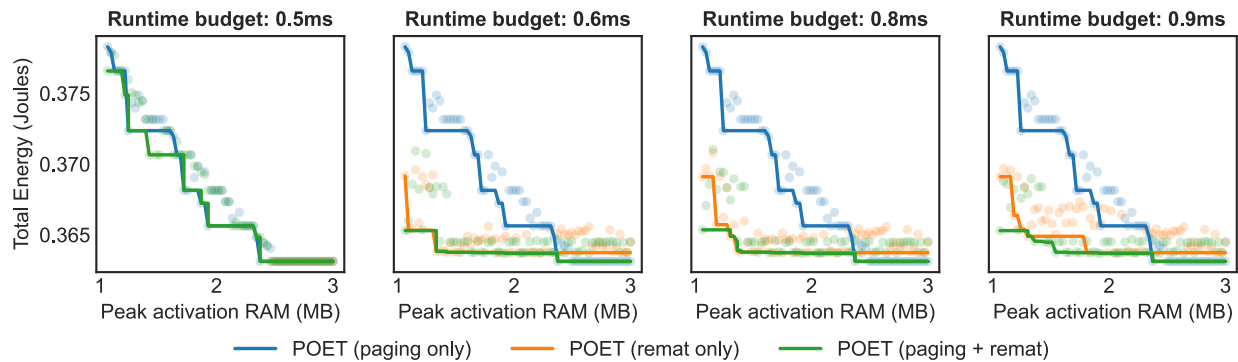 Runtime budget: 0.5ms Runtime budget: 0.6ms Runtime budget: 0.8ms Runtime budget: 0.9ms
Total Energy (Joules)
0.375
0.370
0.365
1 2 3 1 2 3 1 2 3 1 2 3
Peak activation RAM (MB) Peak activation RAM (MB) Peak activation RAM (MB) Peak activation RAM (MB)
POET (paging only) POET (remat only) POET (paging + remat)